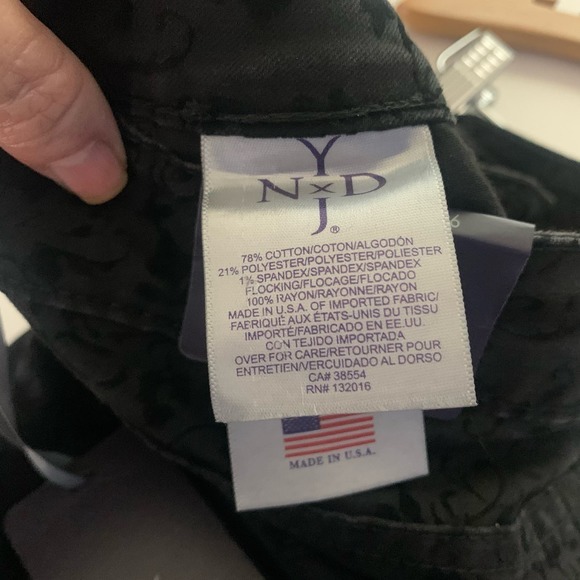 Y
N x D
J ®
78% COTTON/COTON/ALGODÓN
21% POLYESTER/POLYESTER/POLIESTER
1% SPANDEX/SPANDEX/SPANDEX
FLOCKING/FLOCAGE/FLOCADO
100% RAYON/RAYONNE/RAYON
MADE IN U.S.A. OF IMPORTED FABRIC/
FABRIQUÉ AUX ÉTATS-UNIS DU TISSU
IMPORTÉ/FABRICADO EN EE.UU.
CON TEJIDO IMPORTADA
OVER FOR CARE/RETOURNER POUR
ENTRETIEN/VERCUIDADO AL DORSO
CA# 38554
RN# 132016
MADE IN U.S.A.
6